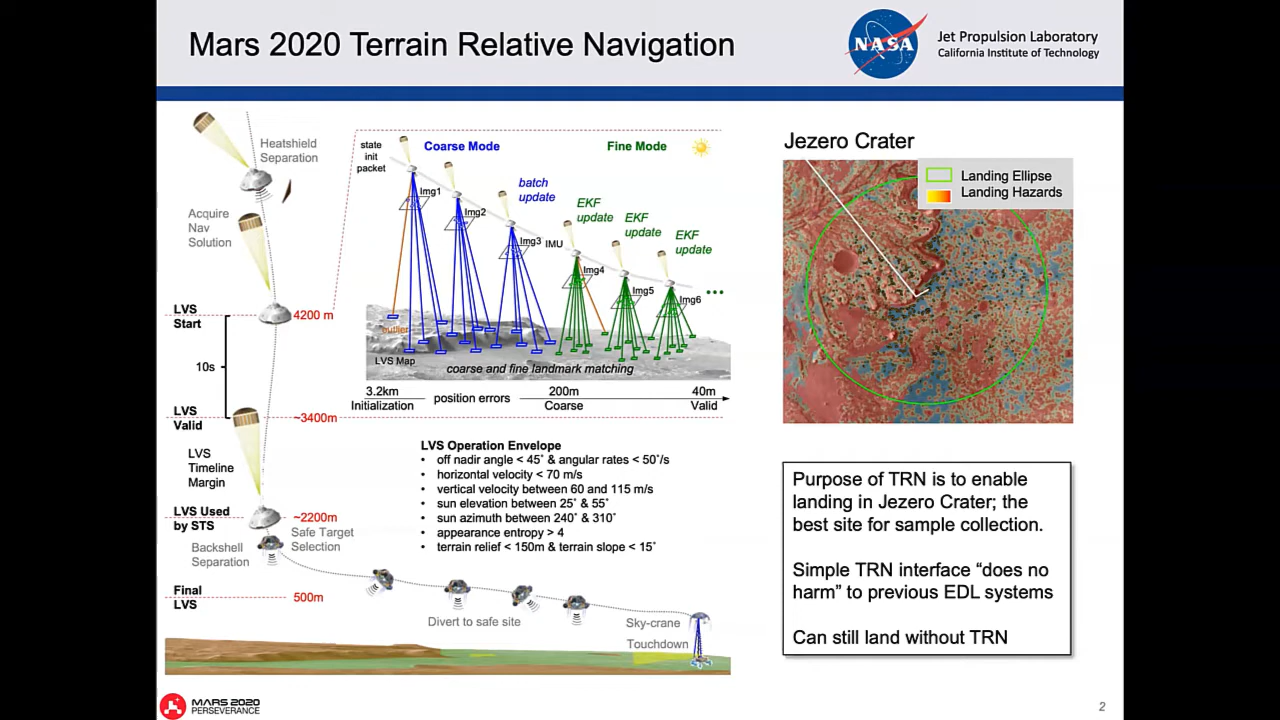 Mars 2020 Terrain Relative Navigation
NASA
Jet Propulsion Laboratory
California Institute of Technology
Heatshield
Separation
Acquire
Nav
Solution
LVS
Start
4200 m
10s
LVS
Valid
~3400m
LVS
Timeline
Margin
LVS Used
by STS
~2200m
Safe Target
Selection
Backshell
Separation
Final
LVS
500m
Divert to safe site
Sky-crane
Touchdown
state
init
packet
Coarse Mode
Fine Mode
Img1
Img2
batch
update
Img3
IMU
EKF
update
EKF
update
EKF
update
Img4
Img5
Img6
outlier
LVS Map
coarse and fine landmark matching
3.2km
Initialization
position errors
200m
Coarse
40m
Valid
LVS Operation Envelope
• off nadir angle < 45˚ & angular rates < 50˚/s
• horizontal velocity < 70 m/s
• vertical velocity between 60 and 115 m/s
• sun elevation between 25˚ & 55˚
• sun azimuth between 240˚ & 310˚
• appearance entropy > 4
• terrain relief < 150m & terrain slope < 15˚
Jezero Crater
Landing Ellipse
Landing Hazards
Purpose of TRN is to enable
landing in Jezero Crater; the
best site for sample collection.
Simple TRN interface “does no
harm” to previous EDL systems
Can still land without TRN
MARS 2020
PERSEVERANCE
2